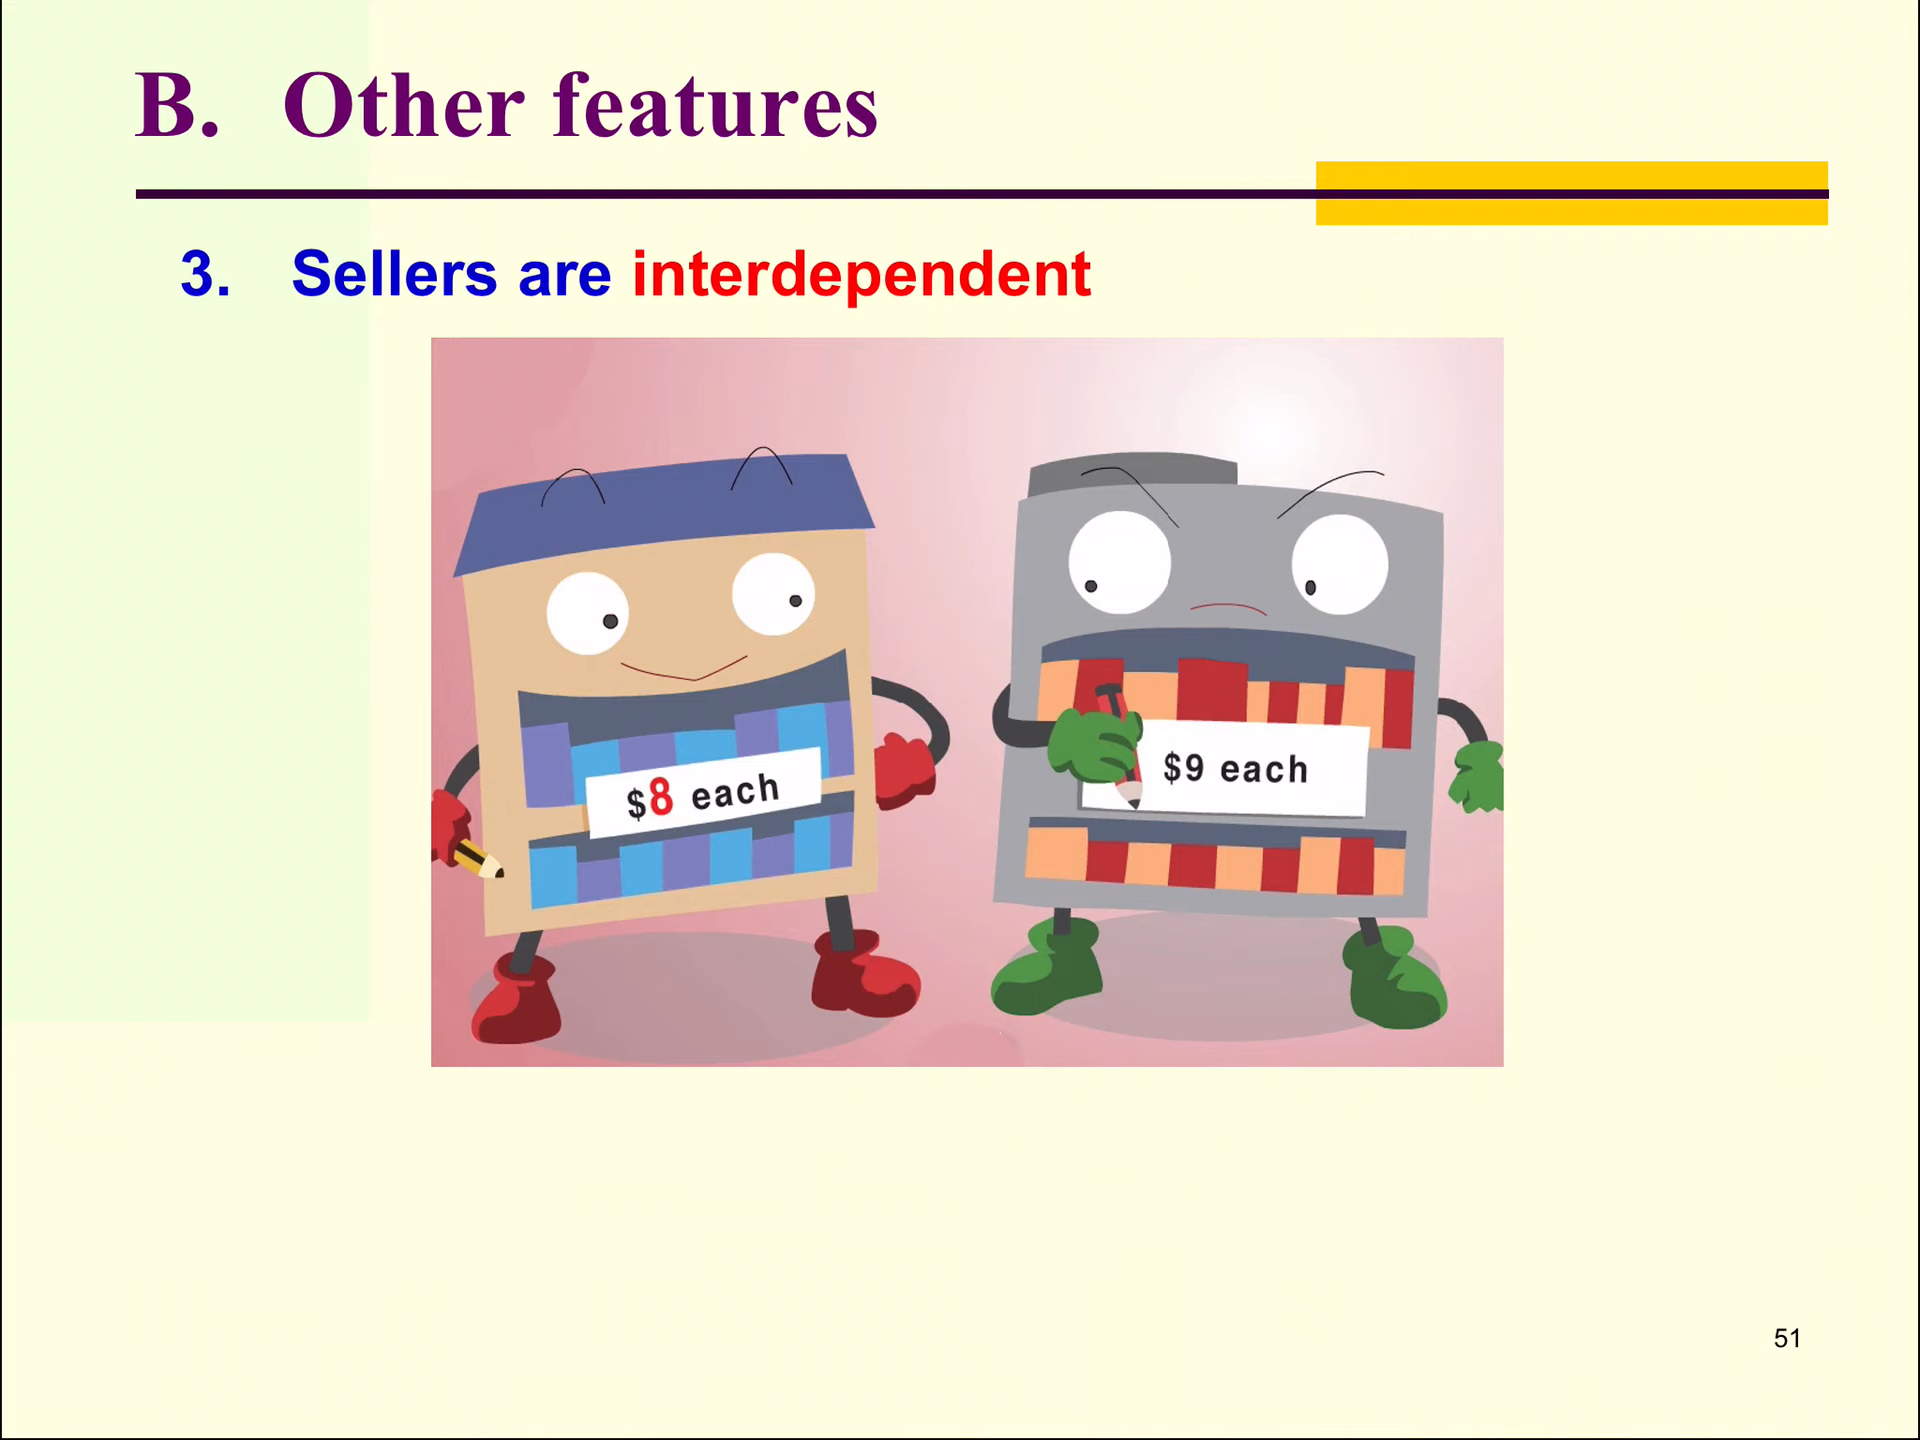 B. Other features
3. Sellers are interdependent
$8 each
$9 each
51